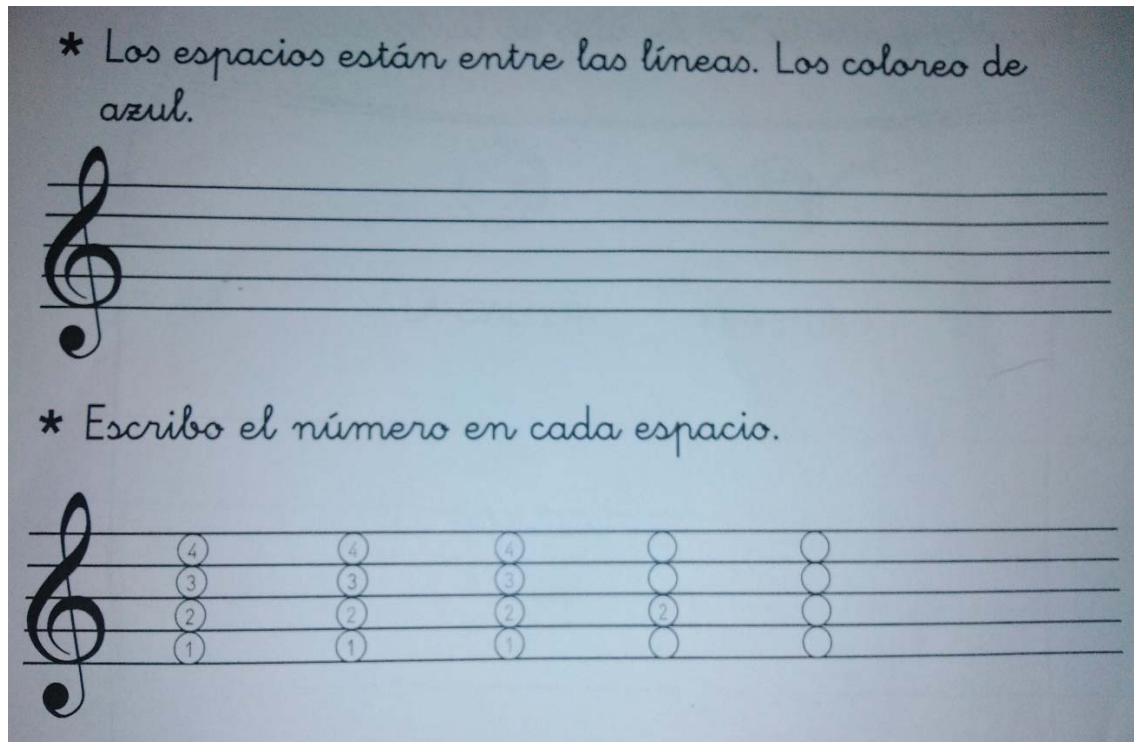 * Los espacios están entre las líneas. Los coloreo de
azul.
* Escribo el número en cada espacio.
4 4 4
3 3 3
2 2 2 2
1 1 1